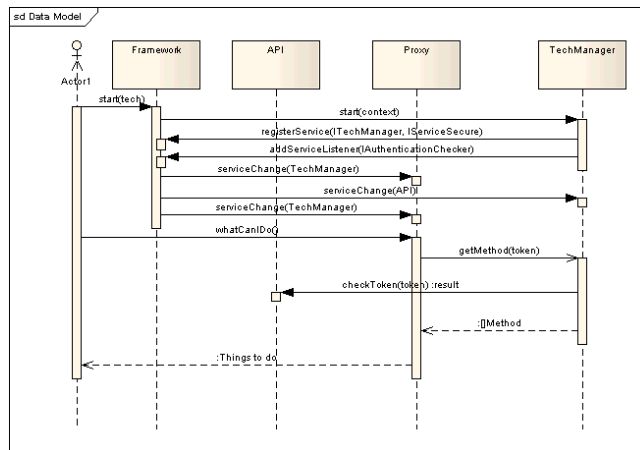 sd Data Model
Framework API Proxy TechManager
Actor1
start(tech)
start(context)
registerService(ITechManager, IServiceSecure)
addServiceListener(IAuthenticationChecker)
serviceChange(TechManager)
serviceChange(API)
serviceChange(TechManager)
whatCanIDo()
getMethod(token)
checkToken(token) :result
:[]Method
:Things to do